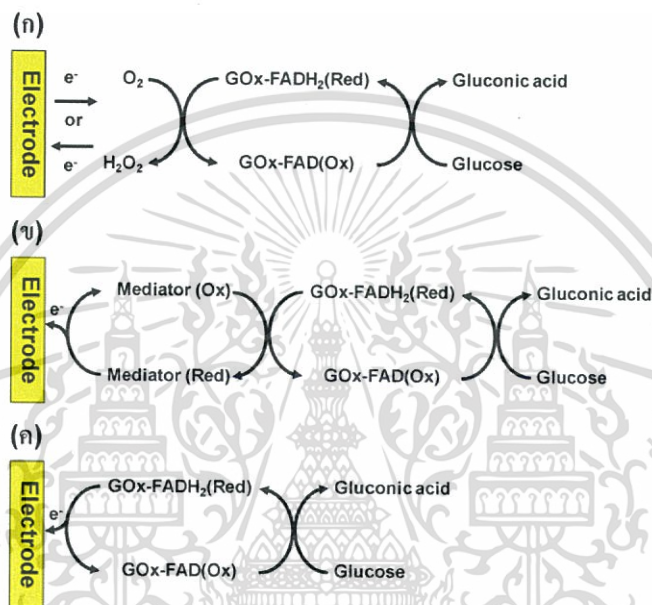 (ก)
Electrode
e-
or
e-
O2
GOx-FADH2(Red)
Gluconic acid
H2O2
GOx-FAD(Ox)
Glucose
(ข)
Electrode
e-
Mediator (Ox)
GOx-FADH2(Red)
Gluconic acid
Mediator (Red)
GOx-FAD(Ox)
Glucose
(ค)
Electrode
e-
GOx-FADH2(Red)
Gluconic acid
GOx-FAD(Ox)
Glucose